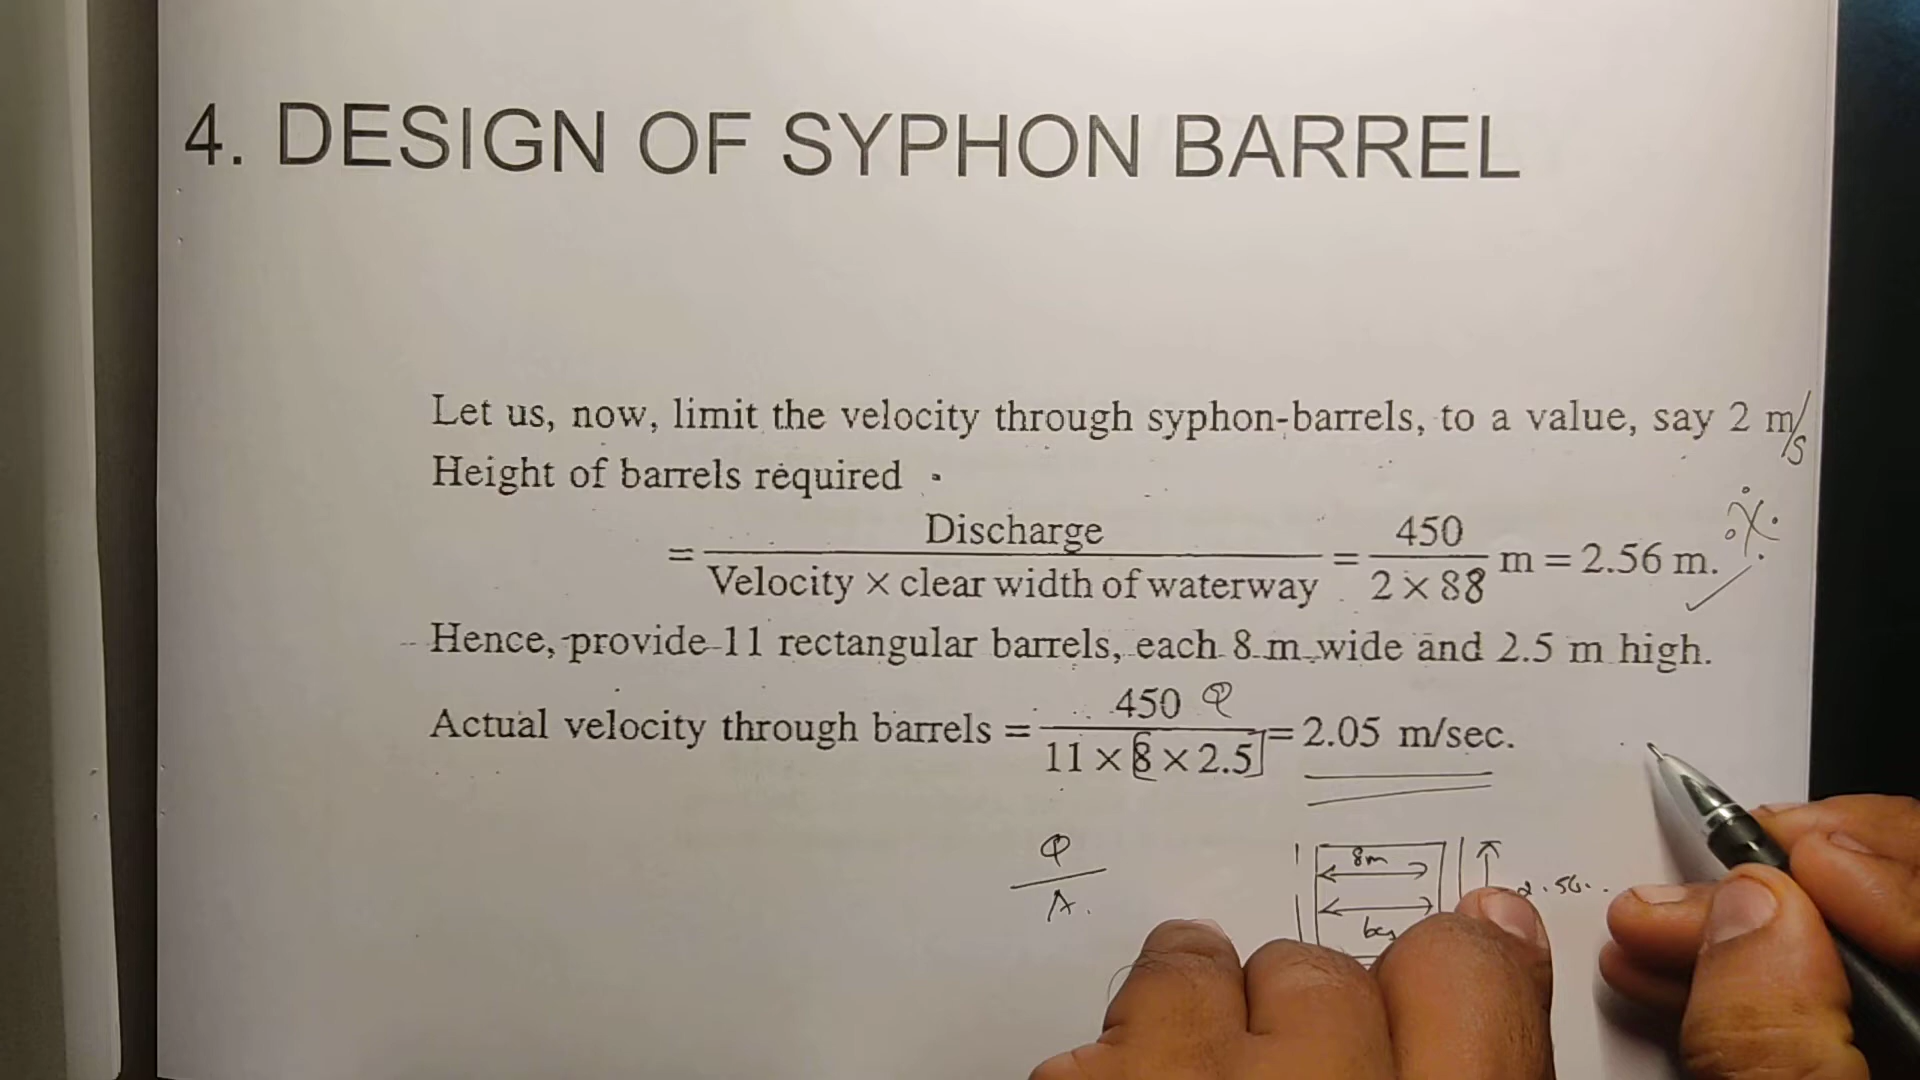 4. DESIGN OF SYPHON BARREL
Let us, now, limit the velocity through syphon-barrels, to a value, say 2 m/s
Height of barrels required
= Discharge / Velocity × clear width of waterway = 450 / 2 × 88 m = 2.56 m.
Hence, provide 11 rectangular barrels, each 8 m wide and 2.5 m high.
Actual velocity through barrels = 450 Q / 11 × [8 × 2.5] = 2.05 m/sec.
Q / A.
8m